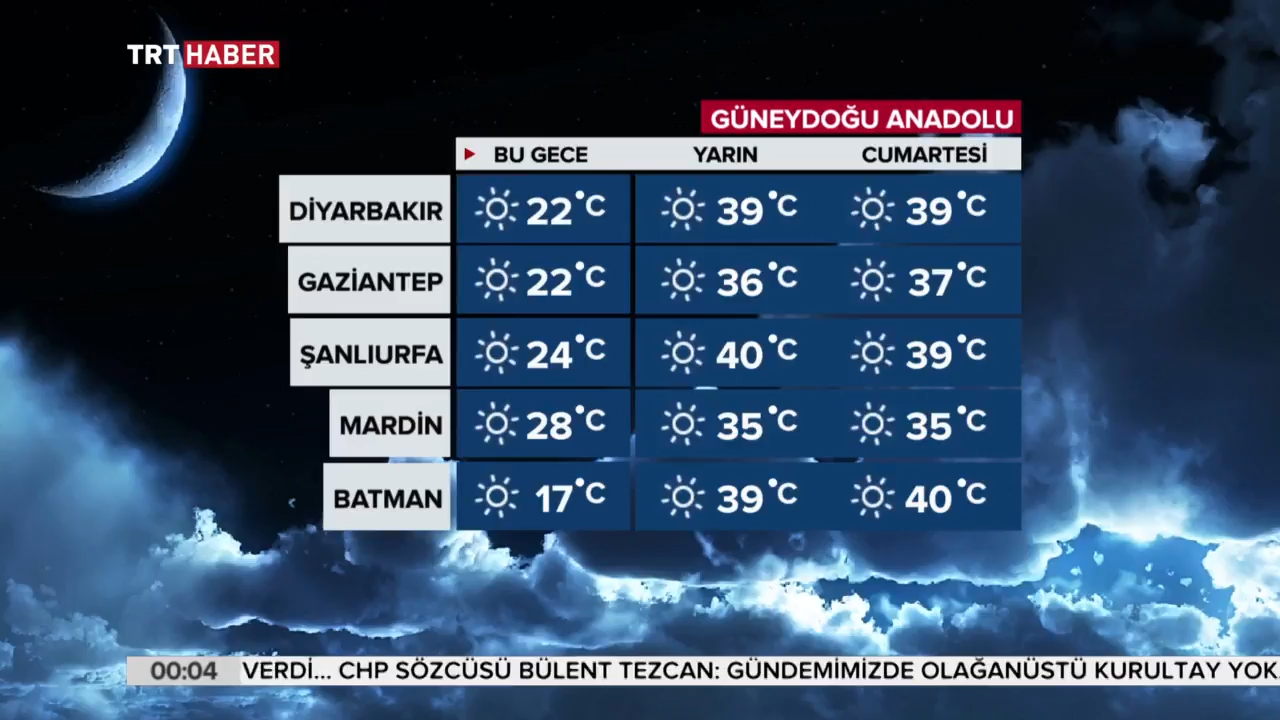 TRT HABER
GÜNEYDOĞU ANADOLU
BU GECE YARIN CUMARTESİ
DİYARBAKIR 22°C 39°C 39°C
GAZİANTEP 22°C 36°C 37°C
ŞANLIURFA 24°C 40°C 39°C
MARDİN 28°C 35°C 35°C
BATMAN 17°C 39°C 40°C
00:04 VERDİ... CHP SÖZCÜSÜ BÜLENT TEZCAN: GÜNDEMİMİZDE OLAĞANÜSTÜ KURULTAY YOK.